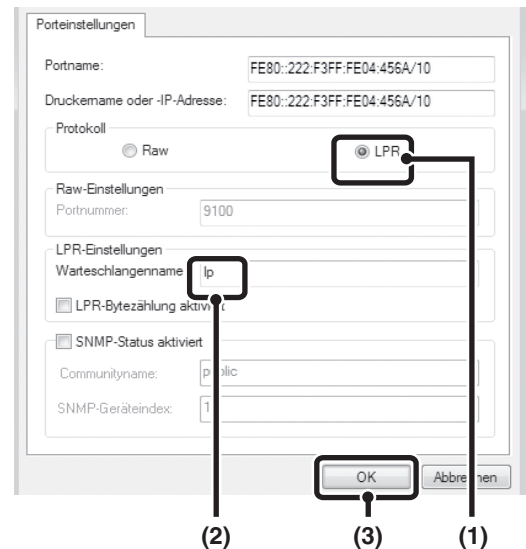 Porteinstellungen
Portname: FE80::222:F3FF:FE04:456A/10
Druckername oder -IP-Adresse: FE80::222:F3FF:FE04:456A/10
Protokoll
Raw LPR
Raw-Einstellungen
Portnummer: 9100
LPR-Einstellungen
Warteschlangenname lp
LPR-Bytezählung aktiviert
SNMP-Status aktiviert
Communityname: public
SNMP-Geräteindex: 1
OK Abbrechen
(2) (3) (1)